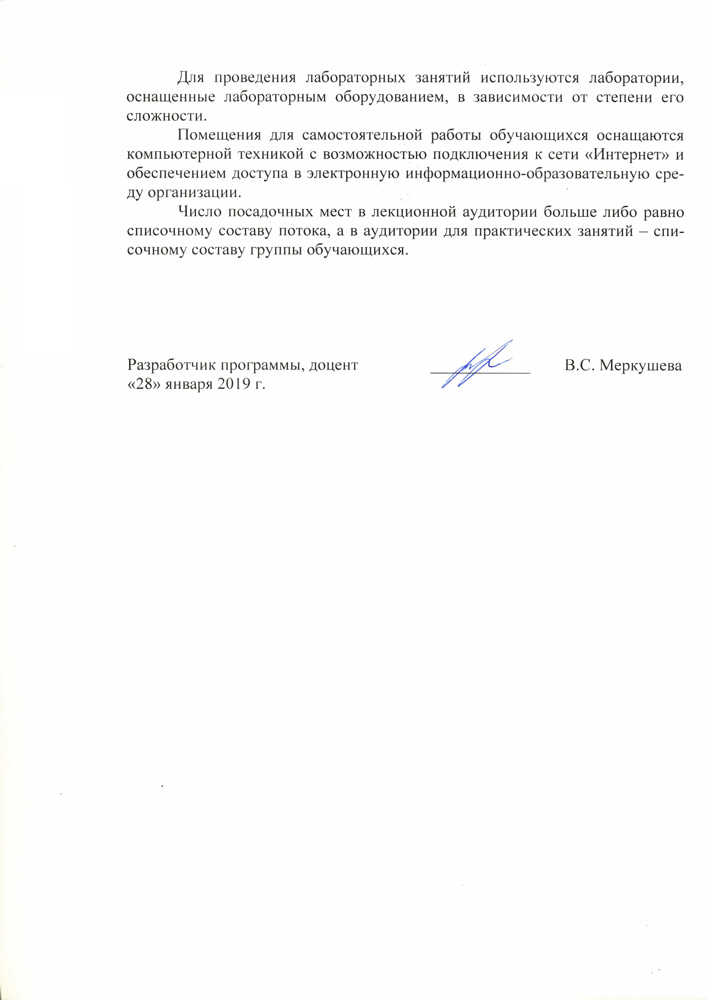 Для проведения лабораторных занятий используются лаборатории,
оснащенные лабораторным оборудованием, в зависимости от степени его
сложности.
Помещения для самостоятельной работы обучающихся оснащаются
компьютерной техникой с возможностью подключения к сети «Интернет» и
обеспечением доступа в электронную информационно-образовательную сре-
ду организации.
Число посадочных мест в лекционной аудитории больше либо равно
списочному составу потока, а в аудитории для практических занятий – спи-
сочному составу группы обучающихся.
Разработчик программы, доцент В.С. Меркушева
«28» января 2019 г.